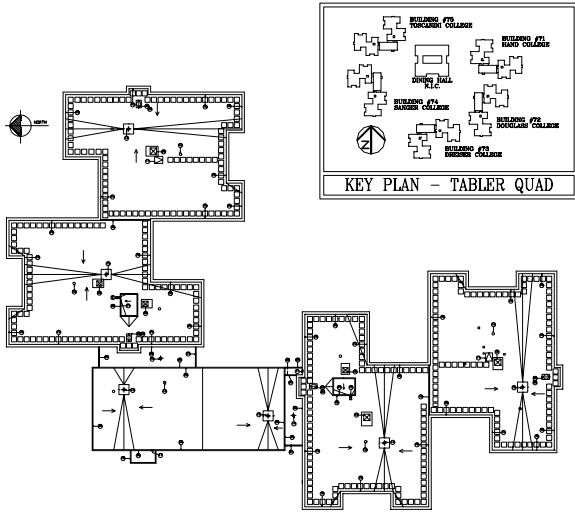 BUILDING #75
TOSCANINI COLLEGE
BUILDING #71
HAND COLLEGE
DINING HALL
N.I.C.
BUILDING #74
SANGER COLLEGE
BUILDING #72
DOUGLASS COLLEGE
BUILDING #73
DREISER COLLEGE
N
KEY PLAN - TABLER QUAD
NORTH